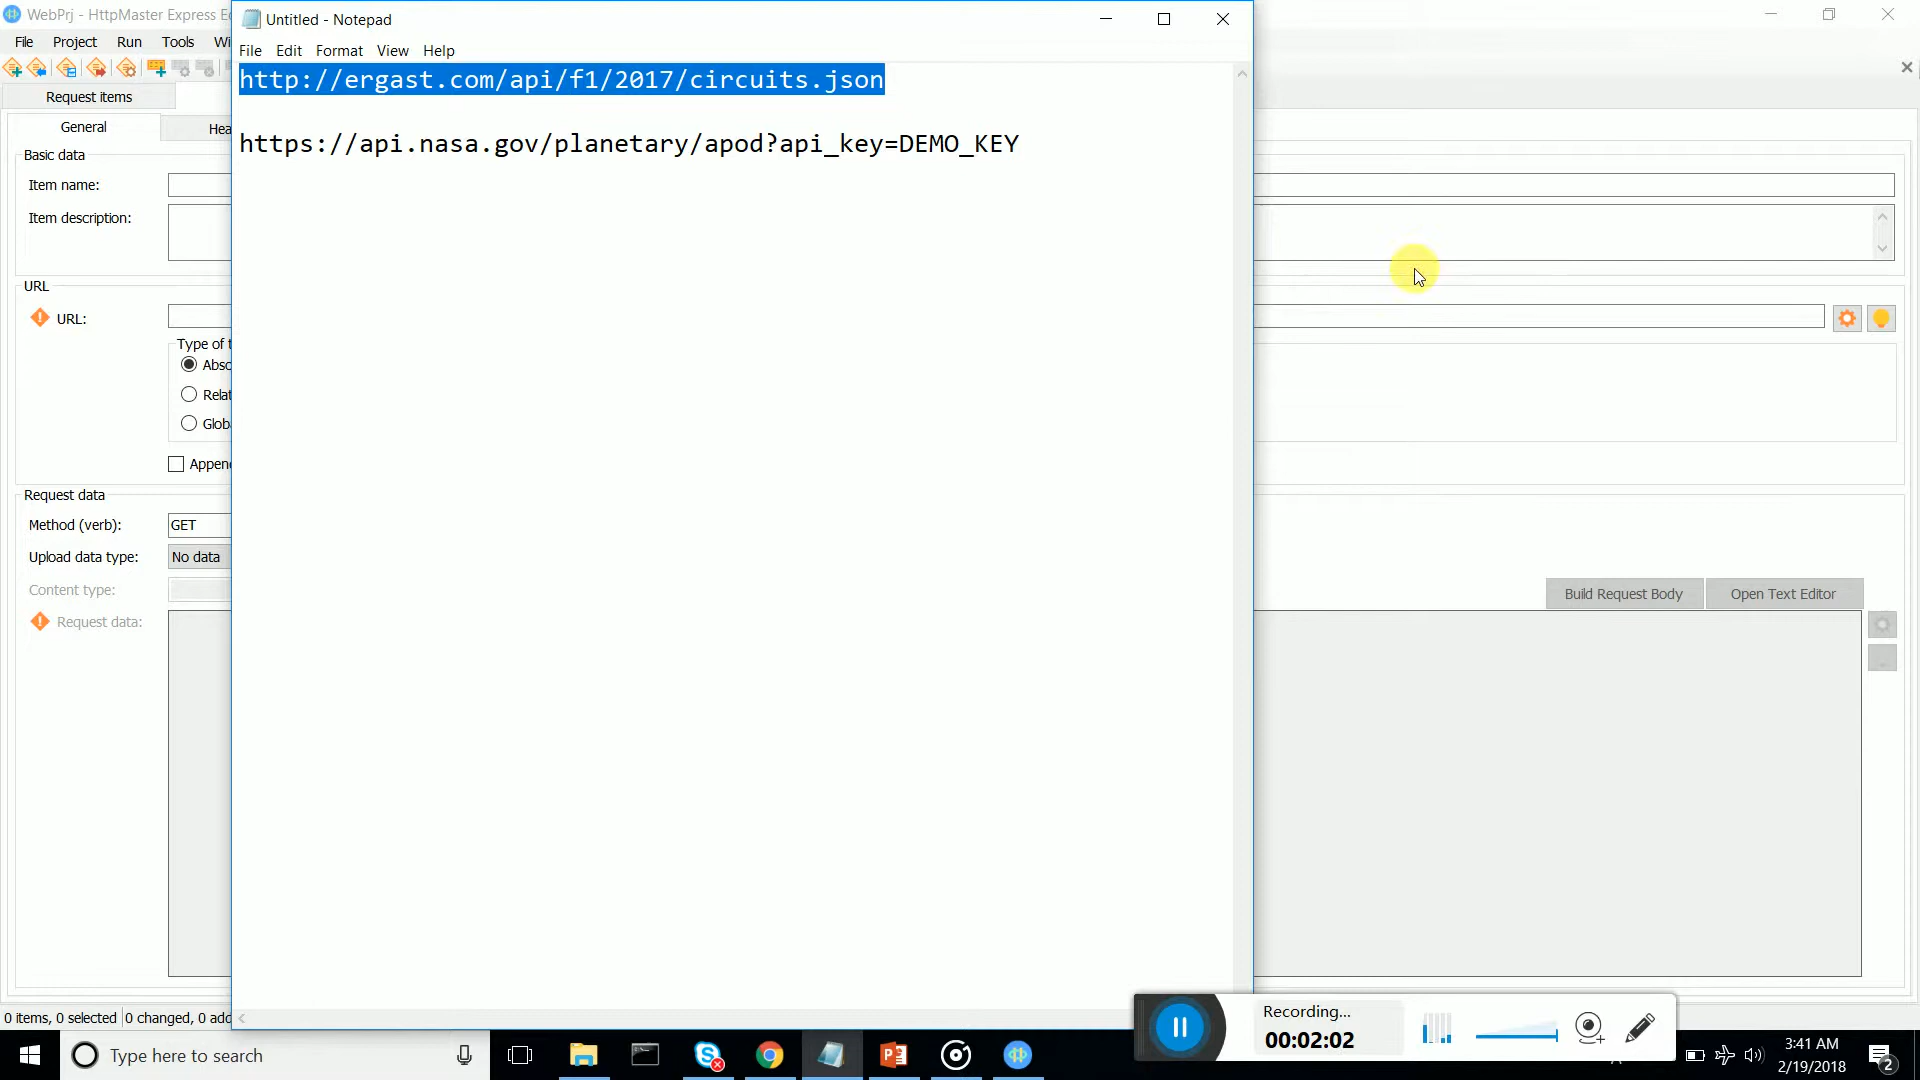 WebPrj - HttpMaster Express Ed
File Project Run Tools Wi
Request items
General Hea
Basic data
Item name:
Item description:
URL
URL:
Type of t
Abso
Relat
Globa
Appen
Request data
Method (verb): GET
Upload data type: No data
Content type:
Request data:
Build Request Body Open Text Editor
0 items, 0 selected 0 changed, 0 add
Untitled - Notepad
File Edit Format View Help
http://ergast.com/api/f1/2017/circuits.json
https://api.nasa.gov/planetary/apod?api_key=DEMO_KEY
Recording...
00:02:02
Type here to search
3:41 AM
2/19/2018
2